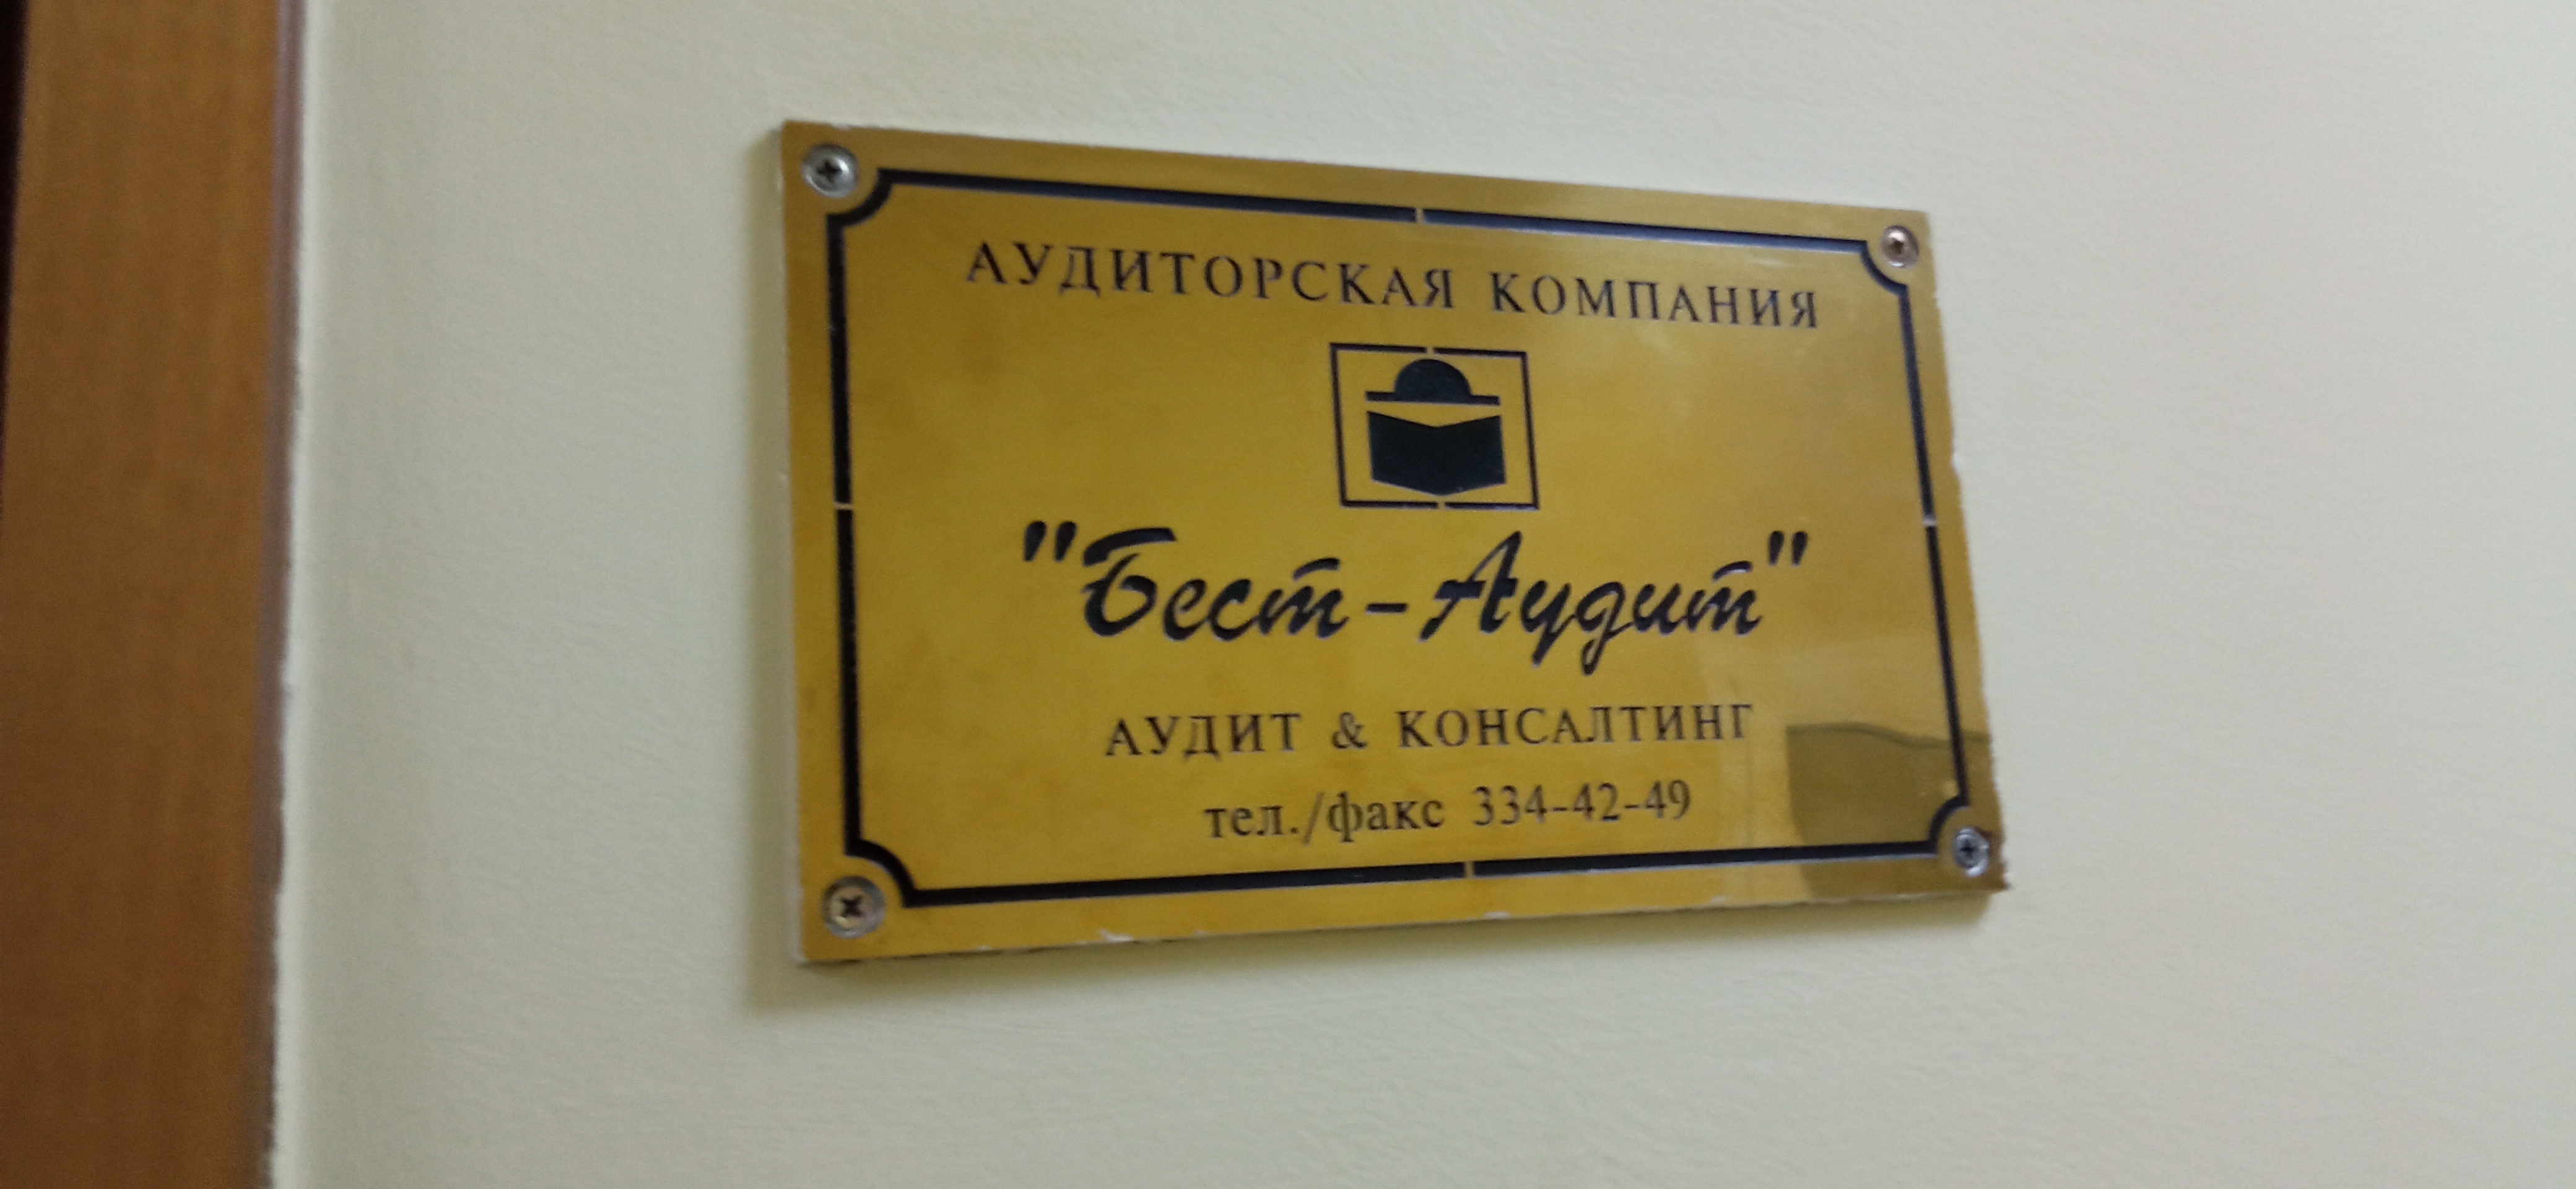 АУДИТОРСКАЯ КОМПАНИЯ
"Бест-Аудит"
АУДИТ & КОНСАЛТИНГ
тел./факс 334-42-49